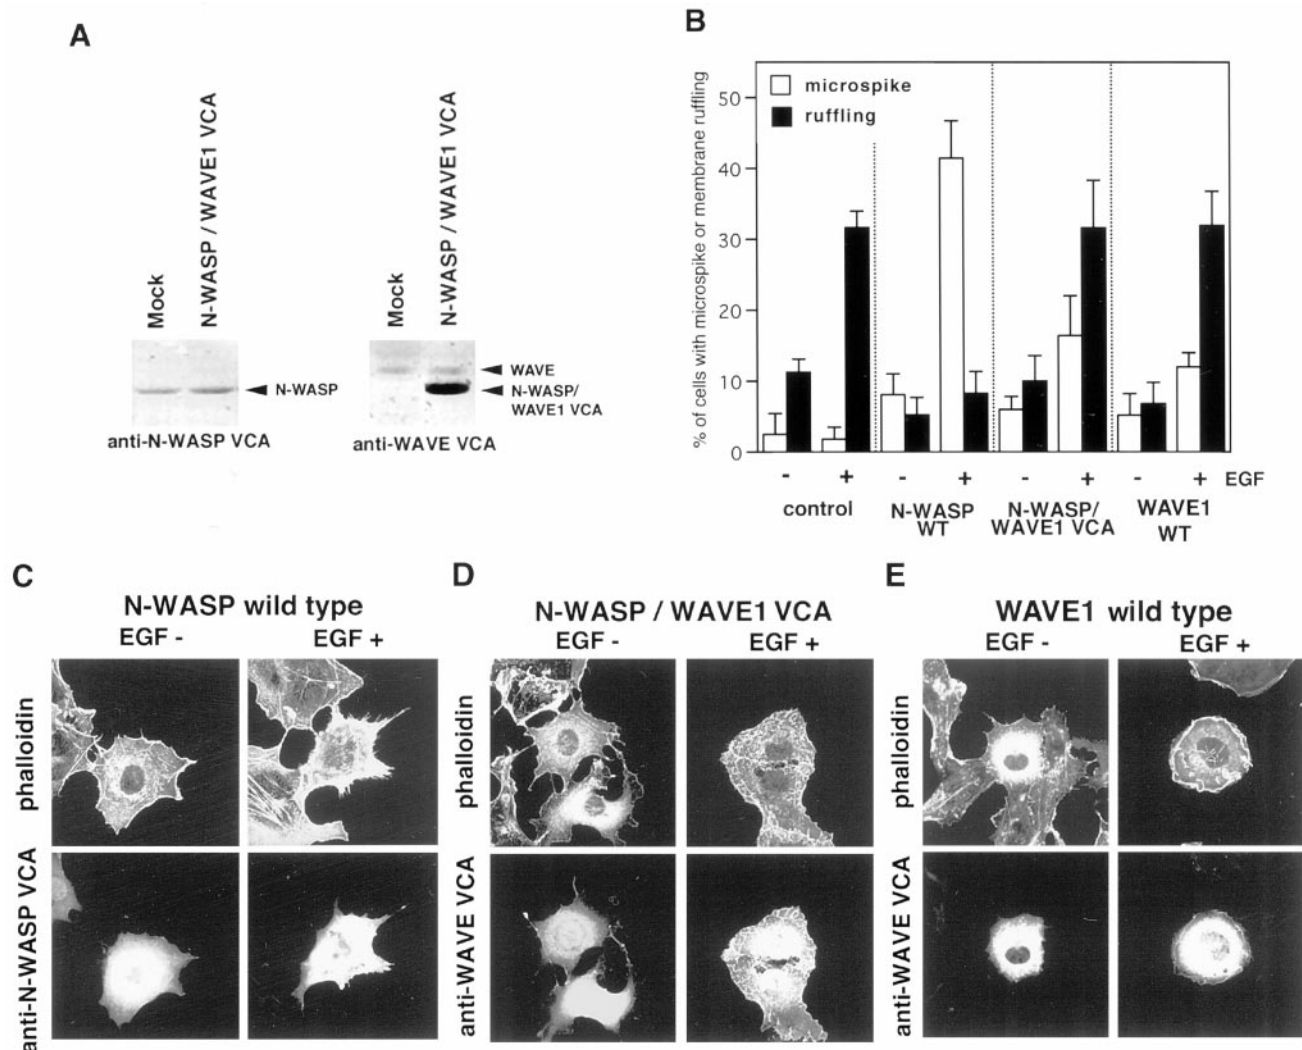 A
Mock
N-WASP / WAVE1 VCA
N-WASP
anti-N-WASP VCA
Mock
N-WASP / WAVE1 VCA
WAVE
N-WASP/
WAVE1 VCA
anti-WAVE VCA
B
% of cells with microspike or membrane ruffling
microspike
ruffling
50
40
30
20
10
0
- + - + - + - + EGF
control
N-WASP
WT
N-WASP/
WAVE1 VCA
WAVE1
WT
C
N-WASP wild type
EGF - EGF +
phalloidin
anti-N-WASP VCA
D
N-WASP / WAVE1 VCA
EGF - EGF +
phalloidin
anti-WAVE VCA
E
WAVE1 wild type
EGF - EGF +
phalloidin
anti-WAVE VCA